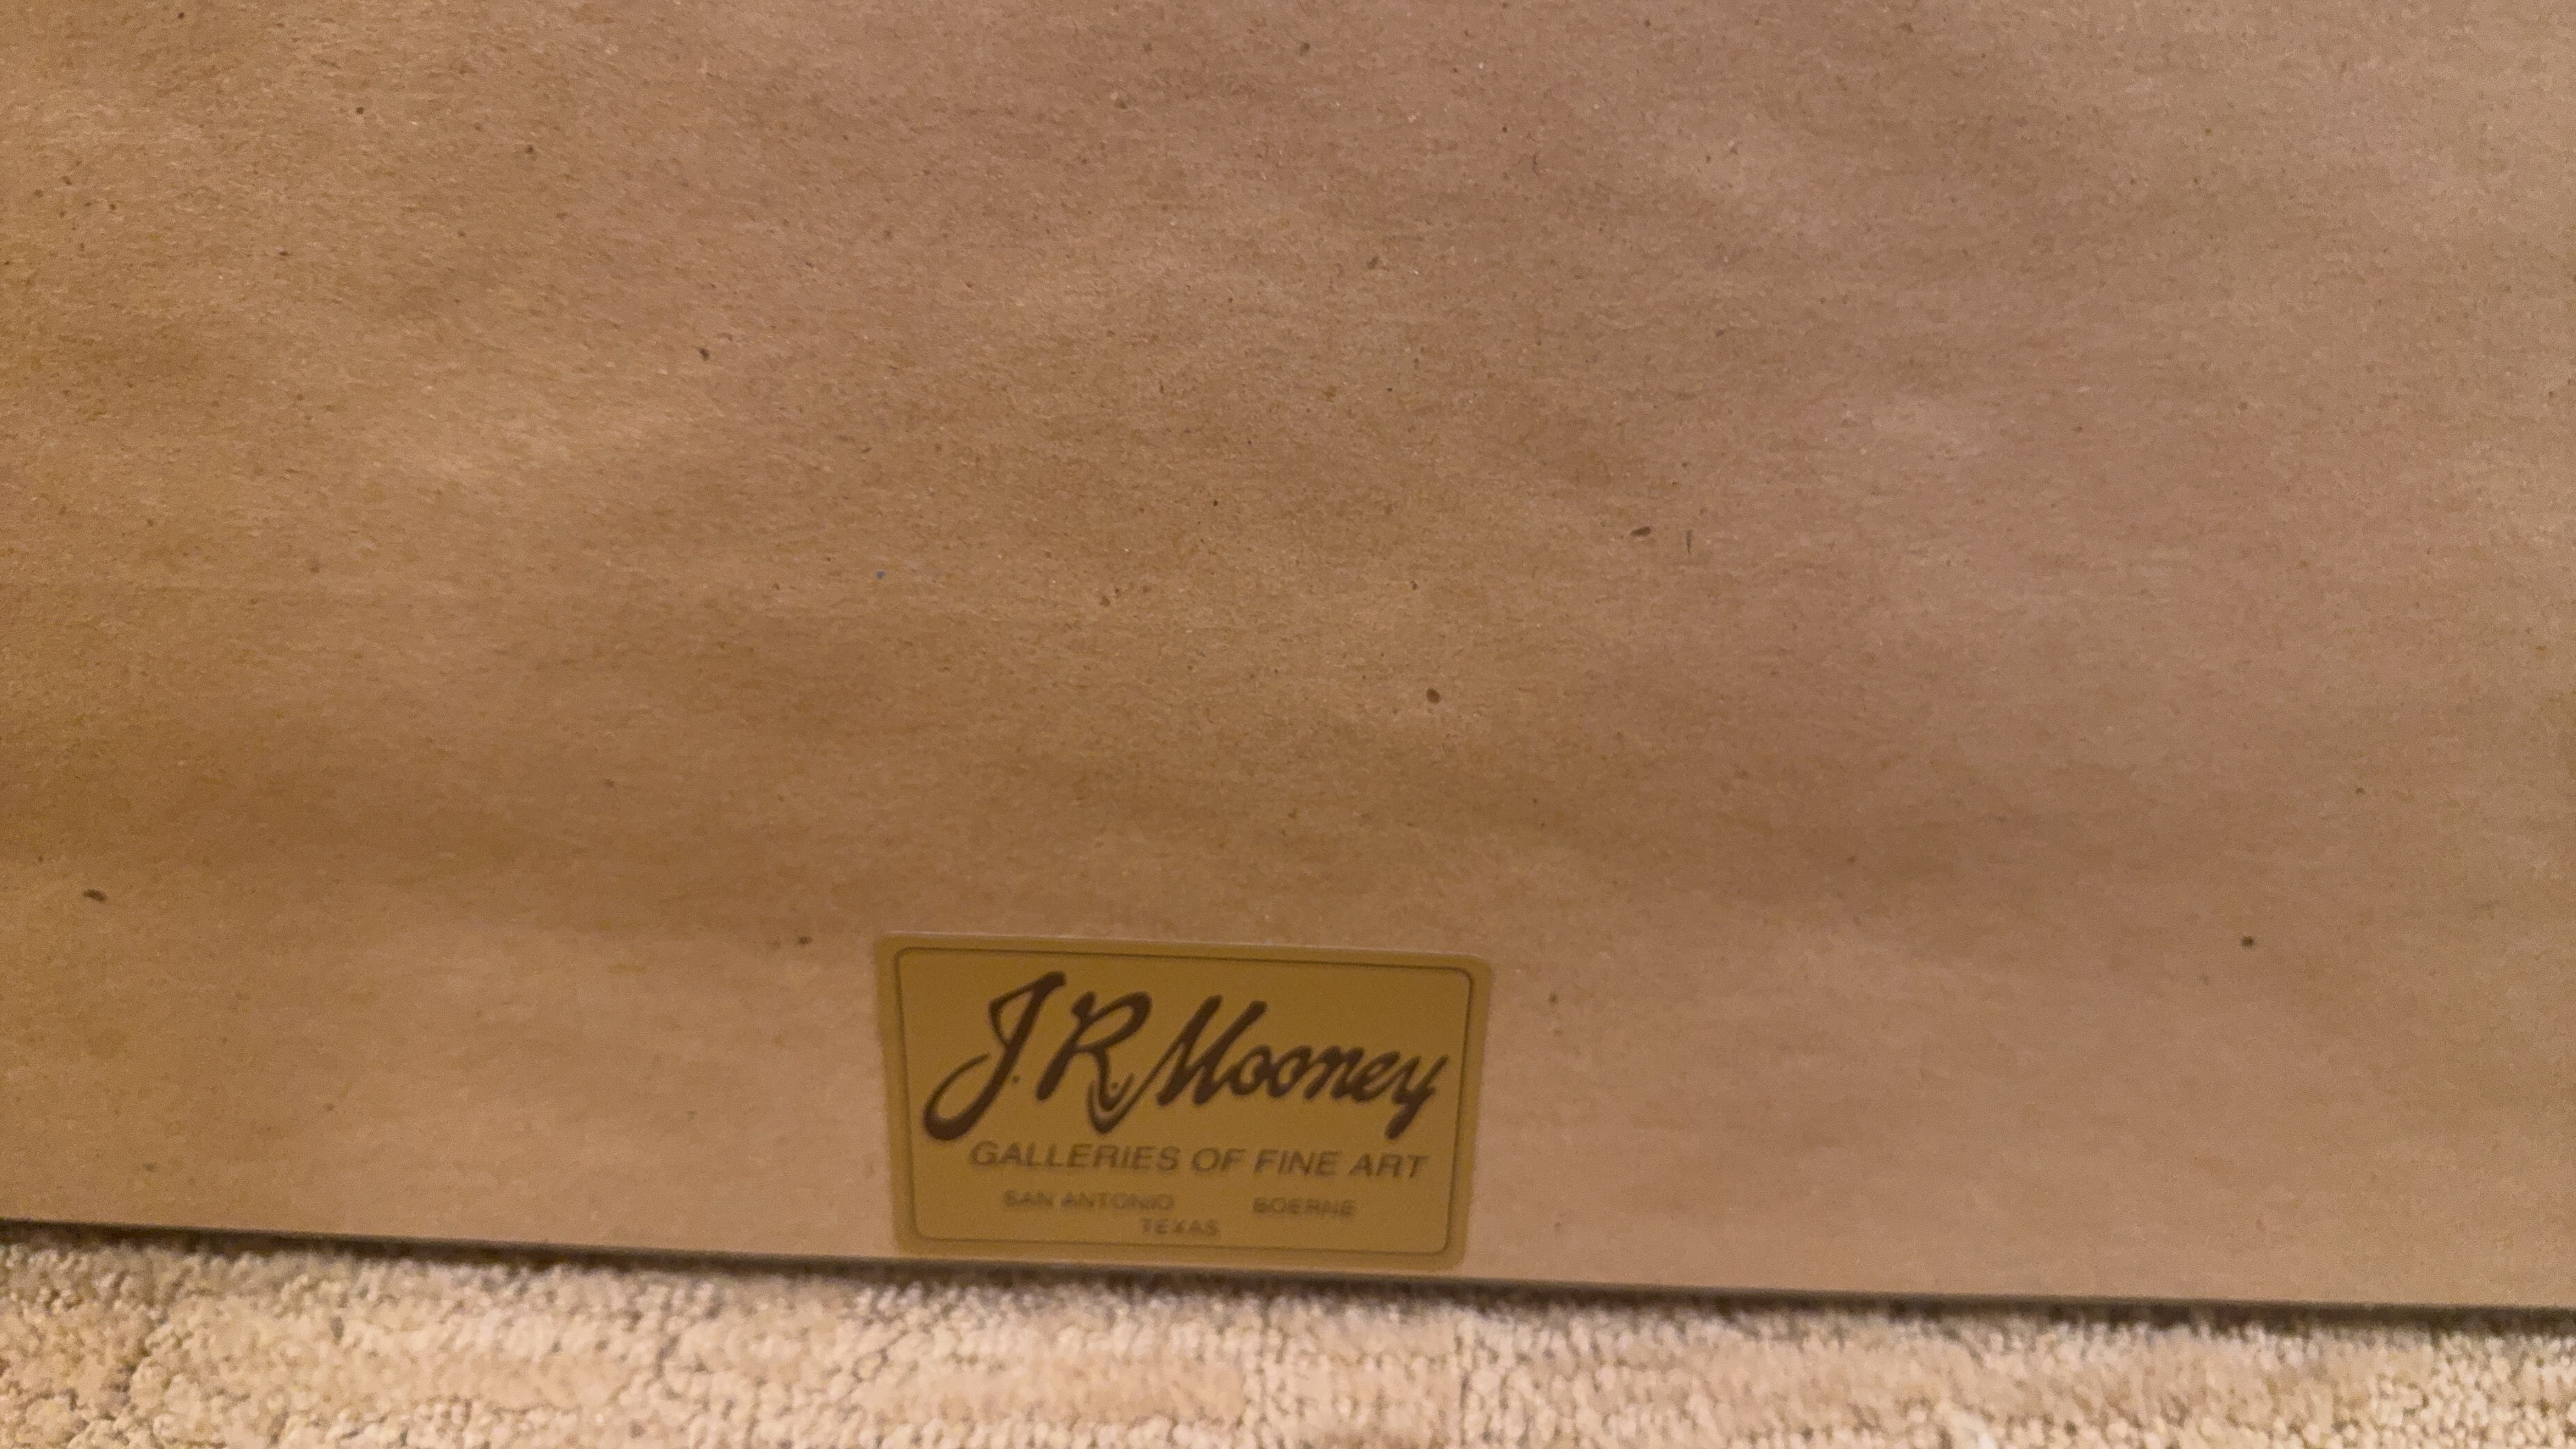 J. R. Mooney
GALLERIES OF FINE ART
SAN ANTONIO BOERNE
TEXAS